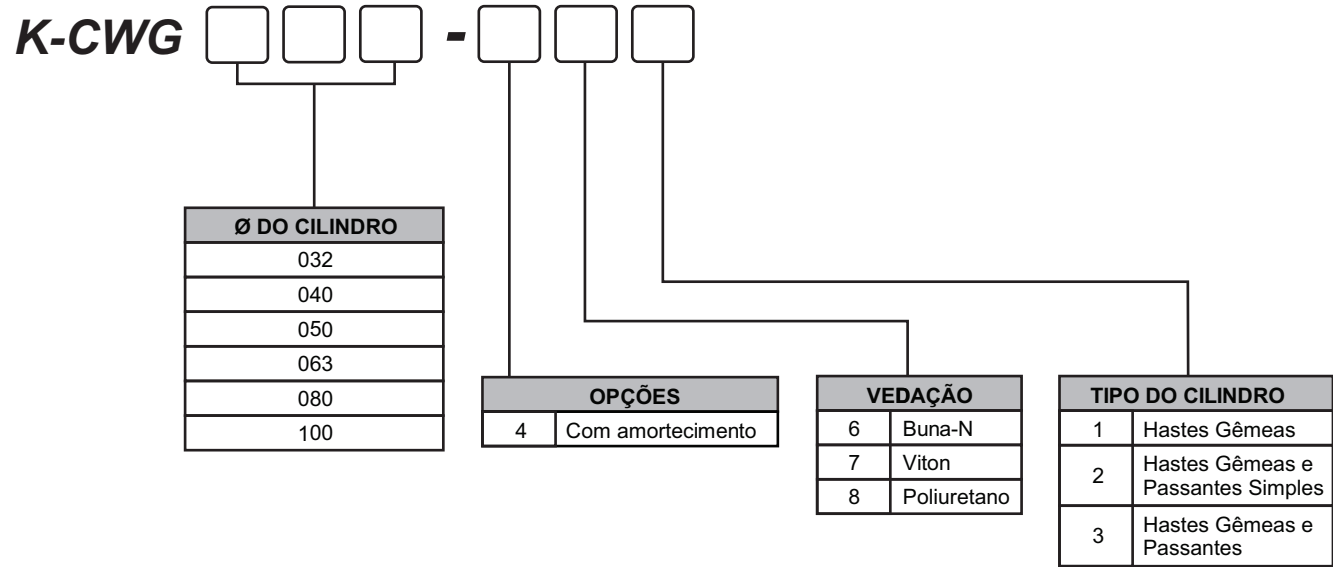 K-CWG -
Ø DO CILINDRO
032
040
050
063
080
100
OPÇÕES
4 Com amortecimento
VEDAÇÃO
6 Buna-N
7 Viton
8 Poliuretano
TIPO DO CILINDRO
1 Hastes Gêmeas
2 Hastes Gêmeas e
Passantes Simples
3 Hastes Gêmeas e
Passantes